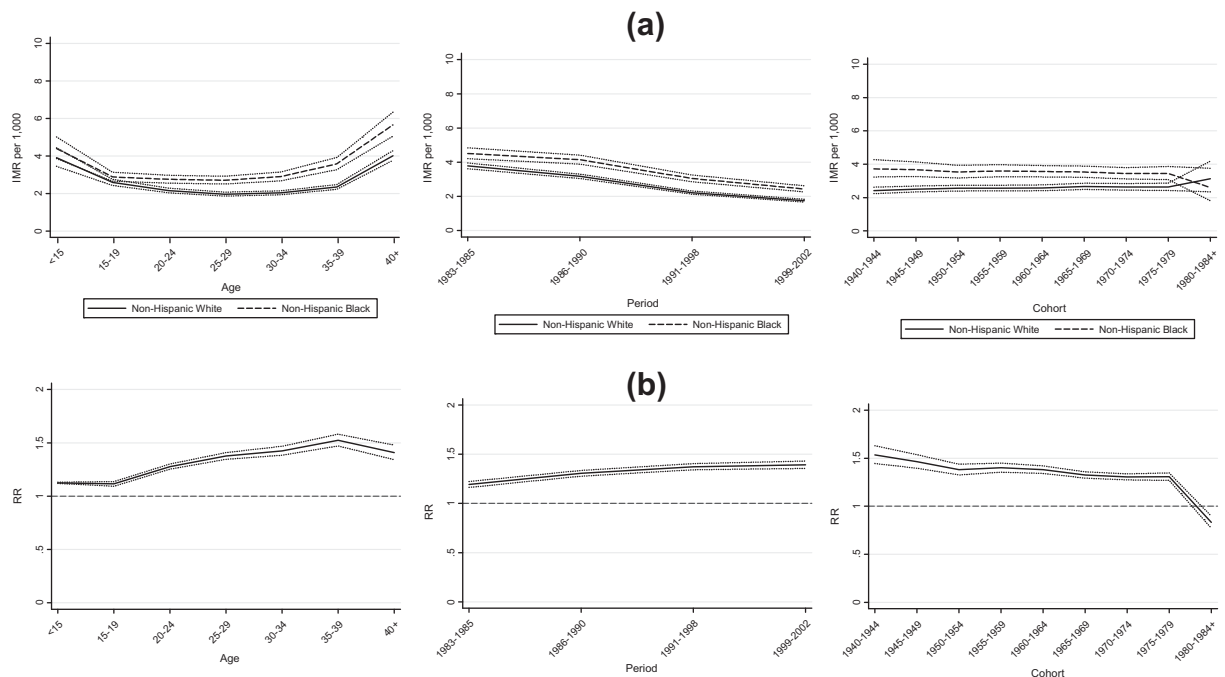 (a)
IMR per 1,000
0 2 4 6 8 10
<15 15-19 20-24 25-29 30-34 35-39 40+
Age
Non-Hispanic White Non-Hispanic Black
IMR per 1,000
0 2 4 6 8 10
1983-1985 1986-1990 1991-1998 1999-2002
Period
Non-Hispanic White Non-Hispanic Black
IMR per 1,000
0 2 4 6 8 10
1940-1944 1945-1949 1950-1954 1955-1959 1960-1964 1965-1969 1970-1974 1975-1979 1980-1984+
Cohort
Non-Hispanic White Non-Hispanic Black
(b)
RR
0 .5 1 1.5 2
<15 15-19 20-24 25-29 30-34 35-39 40+
Age
RR
0 .5 1 1.5 2
1983-1985 1986-1990 1991-1998 1999-2002
Period
RR
0 .5 1 1.5 2
1940-1944 1945-1949 1950-1954 1955-1959 1960-1964 1965-1969 1970-1974 1975-1979 1980-1984+
Cohort